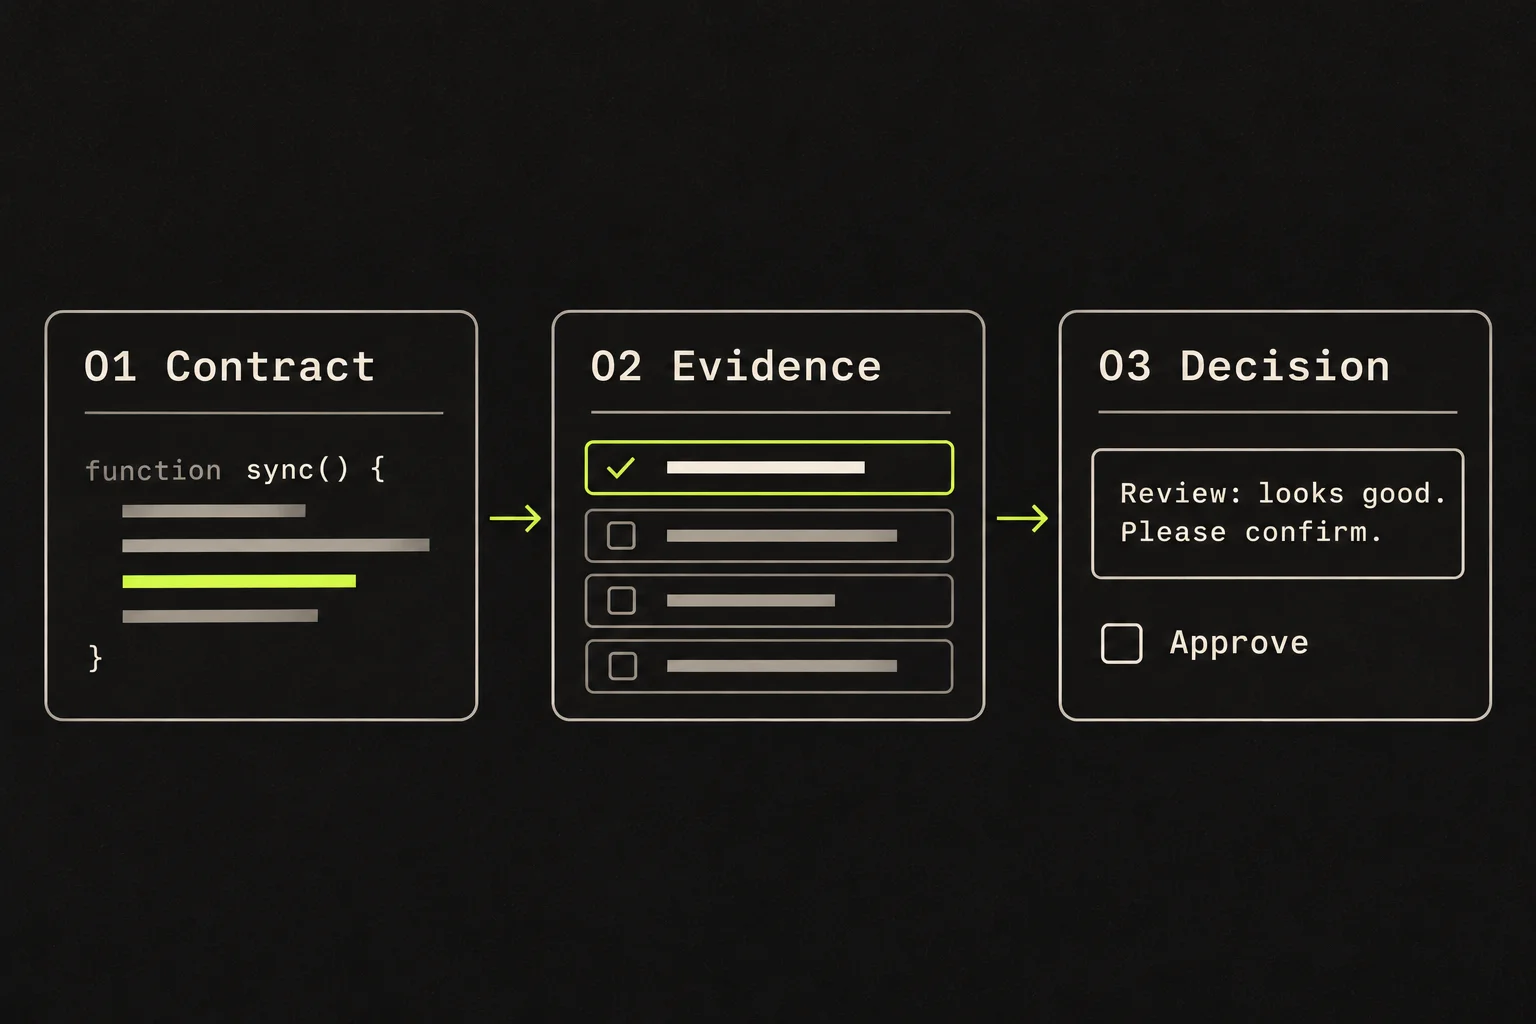 01 Contract
function sync() {
}
02 Evidence
03 Decision
Review: looks good.
Please confirm.
Approve